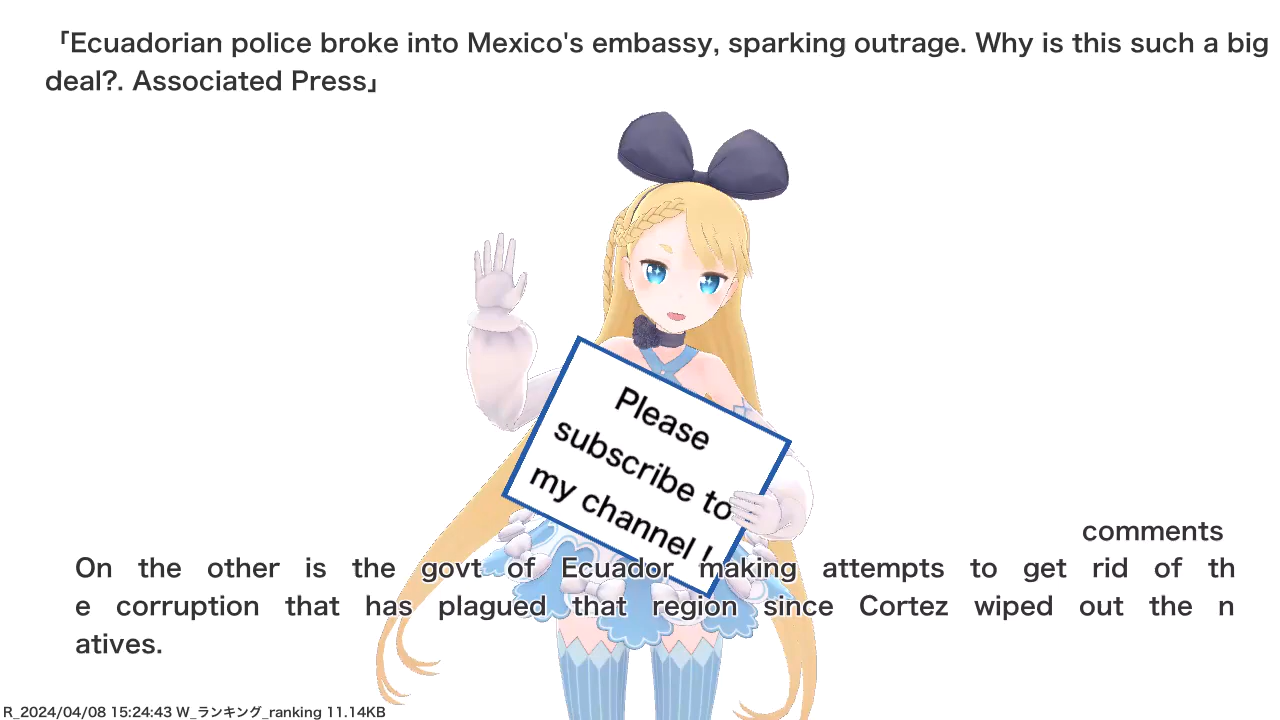 「Ecuadorian police broke into Mexico's embassy, sparking outrage. Why is this such a big
deal?. Associated Press」
Please
subscribe to
my channel !
comments
On the other is the govt of Ecuador making attempts to get rid of th
e corruption that has plagued that region since Cortez wiped out the n
atives.
R_2024/04/08 15:24:43 W_ランキング_ranking 11.14KB